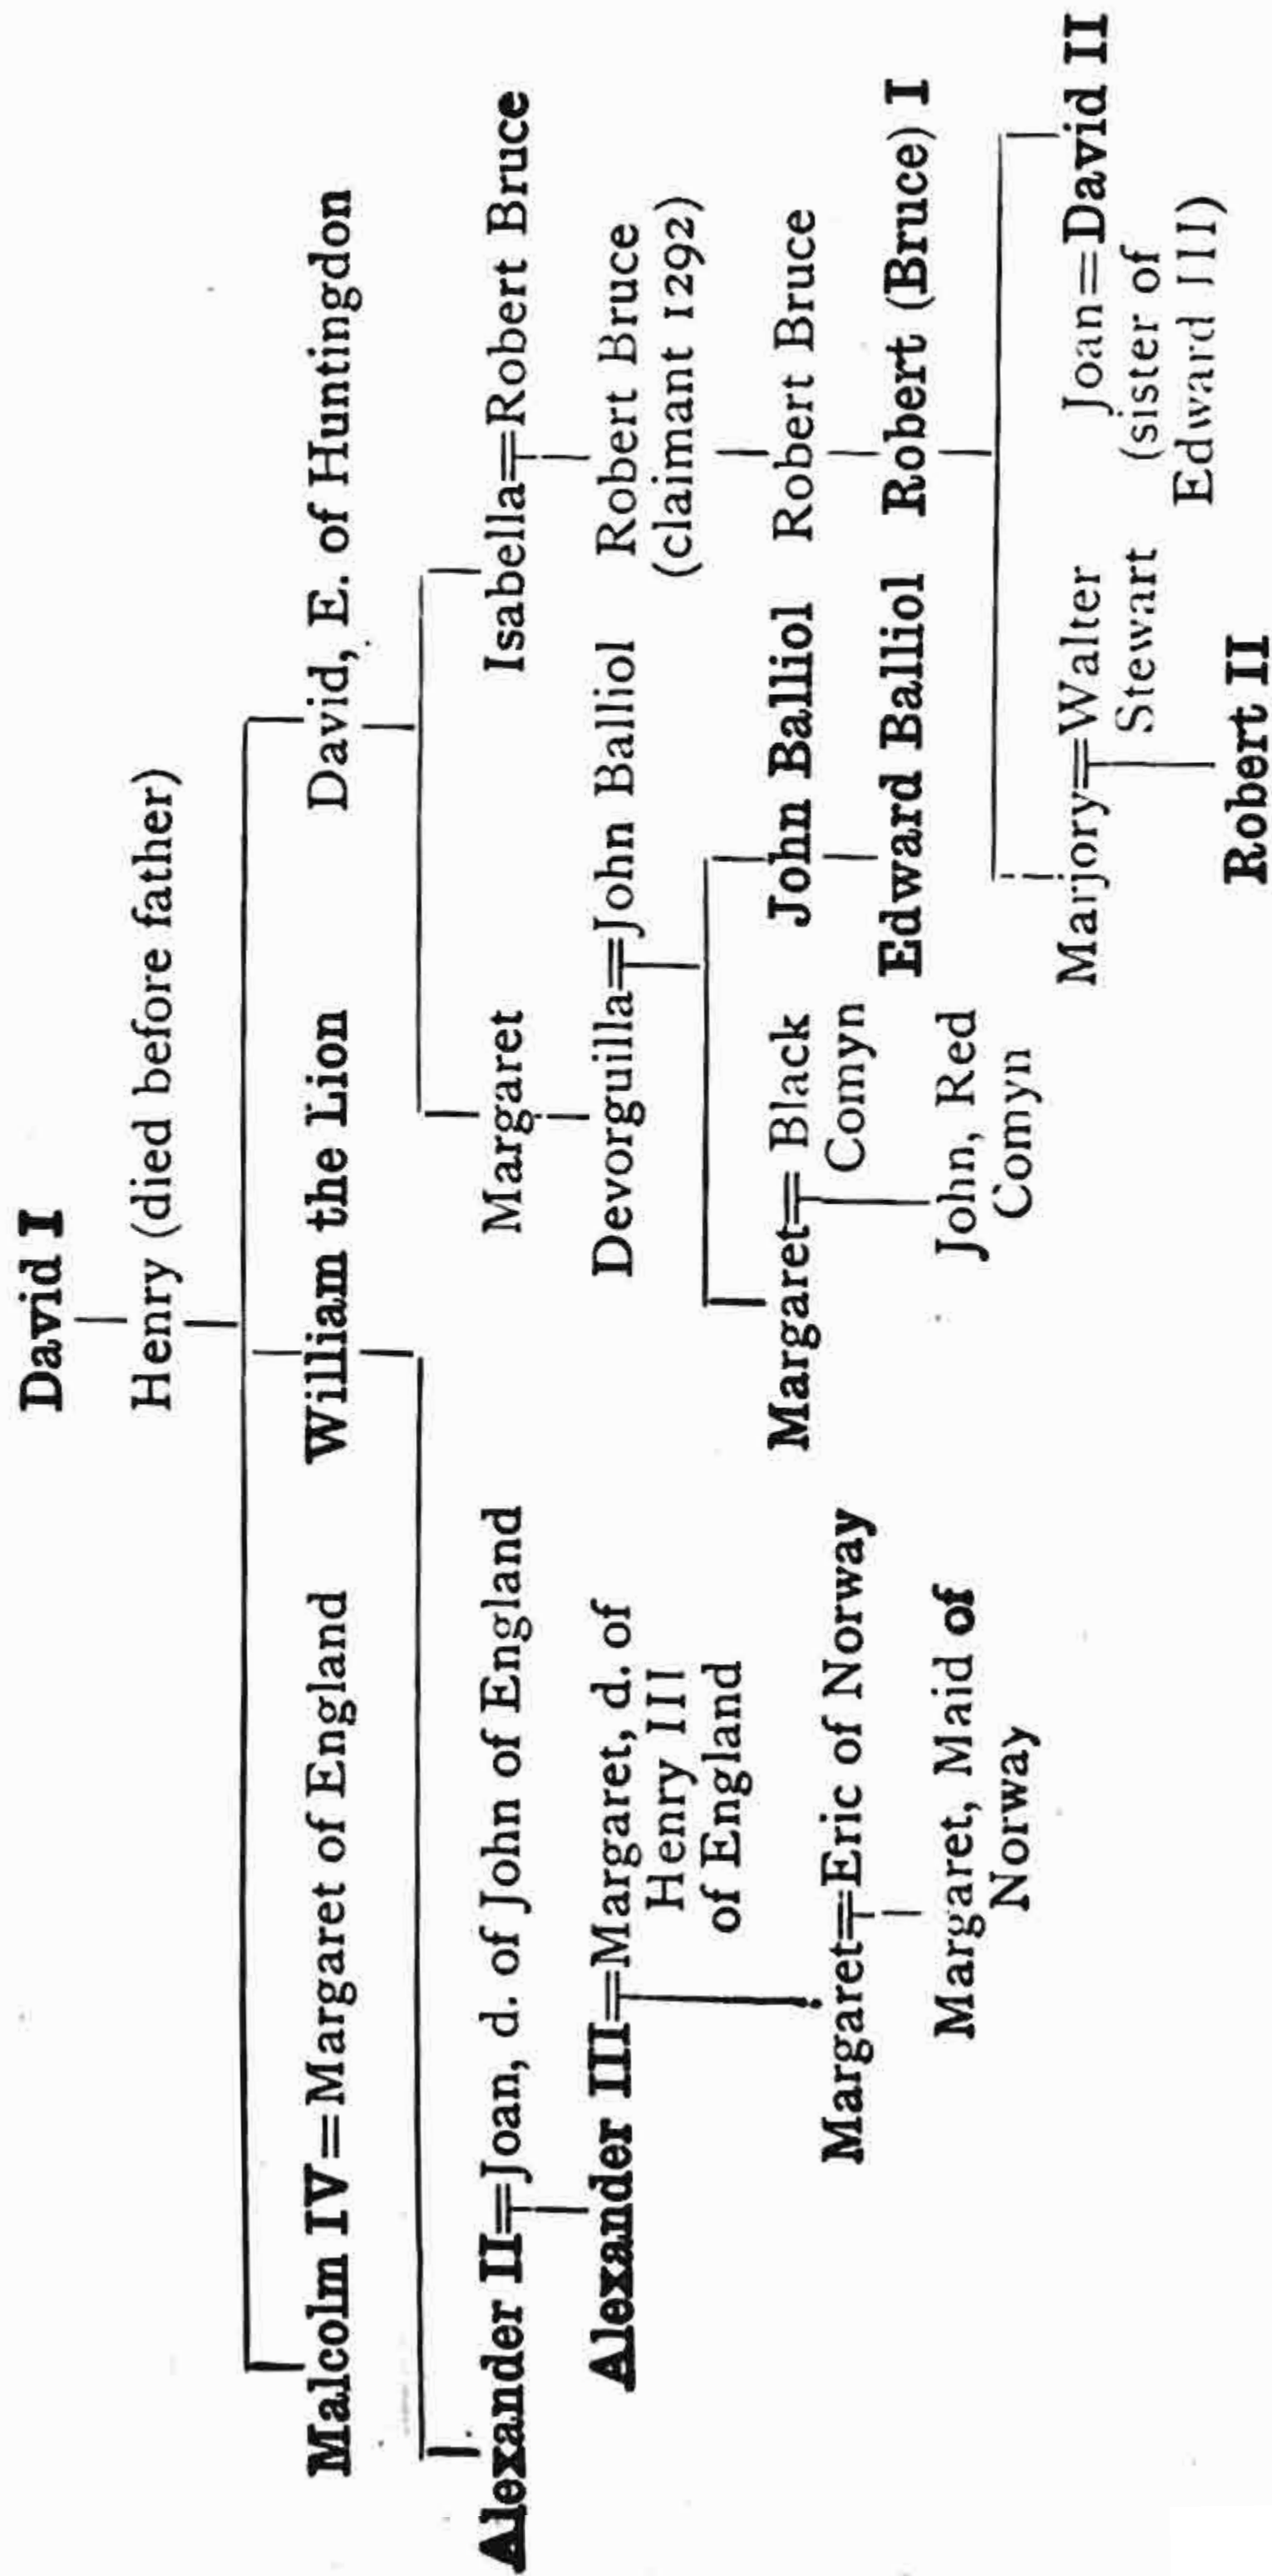 David I
Henry (died before father)
Malcolm IV=Margaret of England William the Lion David, E. of Huntingdon
Alexander II=Joan, d. of John of England Margaret Isabella=Robert Bruce
Alexander III=Margaret, d. of Devorguilla=John Balliol Robert Bruce
Henry III (claimant 1292)
of England
Margaret= Black John Balliol Robert Bruce
Comyn
Margaret=Eric of Norway Edward Balliol Robert (Bruce) I
Margaret, Maid of John, Red
Norway Comyn
Marjory=Walter Joan=David II
Stewart (sister of
Edward III)
Robert II